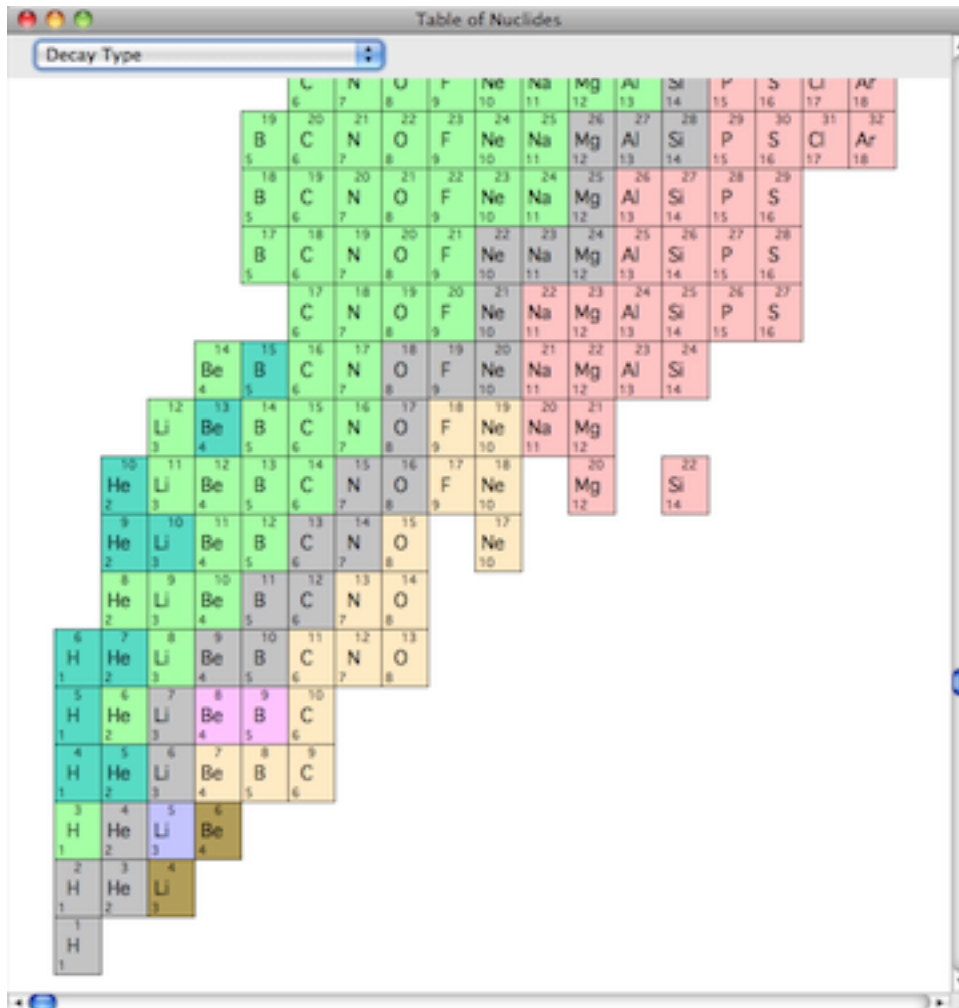 Table of Nuclides
Decay Type
C N O F Ne Na Mg Al Si P S Cl Ar
6 7 8 9 10 11 12 13 14 15 16 17 18
19 20 21 22 23 24 25 26 27 28 29 30 31 32
B C N O F Ne Na Mg Al Si P S Cl Ar
5 6 7 8 9 10 11 12 13 14 15 16 17 18
18 19 20 21 22 23 24 25 26 27 28 29
B C N O F Ne Na Mg Al Si P S
5 6 7 8 9 10 11 12 13 14 15 16
17 18 19 20 21 22 23 24 25 26 27 28
B C N O F Ne Na Mg Al Si P S
5 6 7 8 9 10 11 12 13 14 15 16
17 18 19 20 21 22 23 24 25 26 27
C N O F Ne Na Mg Al Si P S
6 7 8 9 10 11 12 13 14 15 16
14 15 16 17 18 19 20 21 22 23 24
Be B C N O F Ne Na Mg Al Si
4 5 6 7 8 9 10 11 12 13 14
12 13 14 15 16 17 18 19 20 21
Li Be B C N O F Ne Na Mg
3 4 5 6 7 8 9 10 11 12
10 11 12 13 14 15 16 17 18 20 22
He Li Be B C N O F Ne Mg Si
2 3 4 5 6 7 8 9 10 12 14
9 10 11 12 13 14 15 17
He Li Be B C N O Ne
2 3 4 5 6 7 8 10
8 9 10 11 12 13 14
He Li Be B C N O
2 3 4 5 6 7 8
6 7 8 9 10 11 12 13
H He Li Be B C N O
1 2 3 4 5 6 7 8
5 6 7 8 9 10
H He Li Be B C
1 2 3 4 5 6
4 5 6 7 8 9
H He Li Be B C
1 2 3 4 5 6
3 4 5 6
H He Li Be
1 2 3 4
2 3 4
H He Li
1 2 3
1
H
1